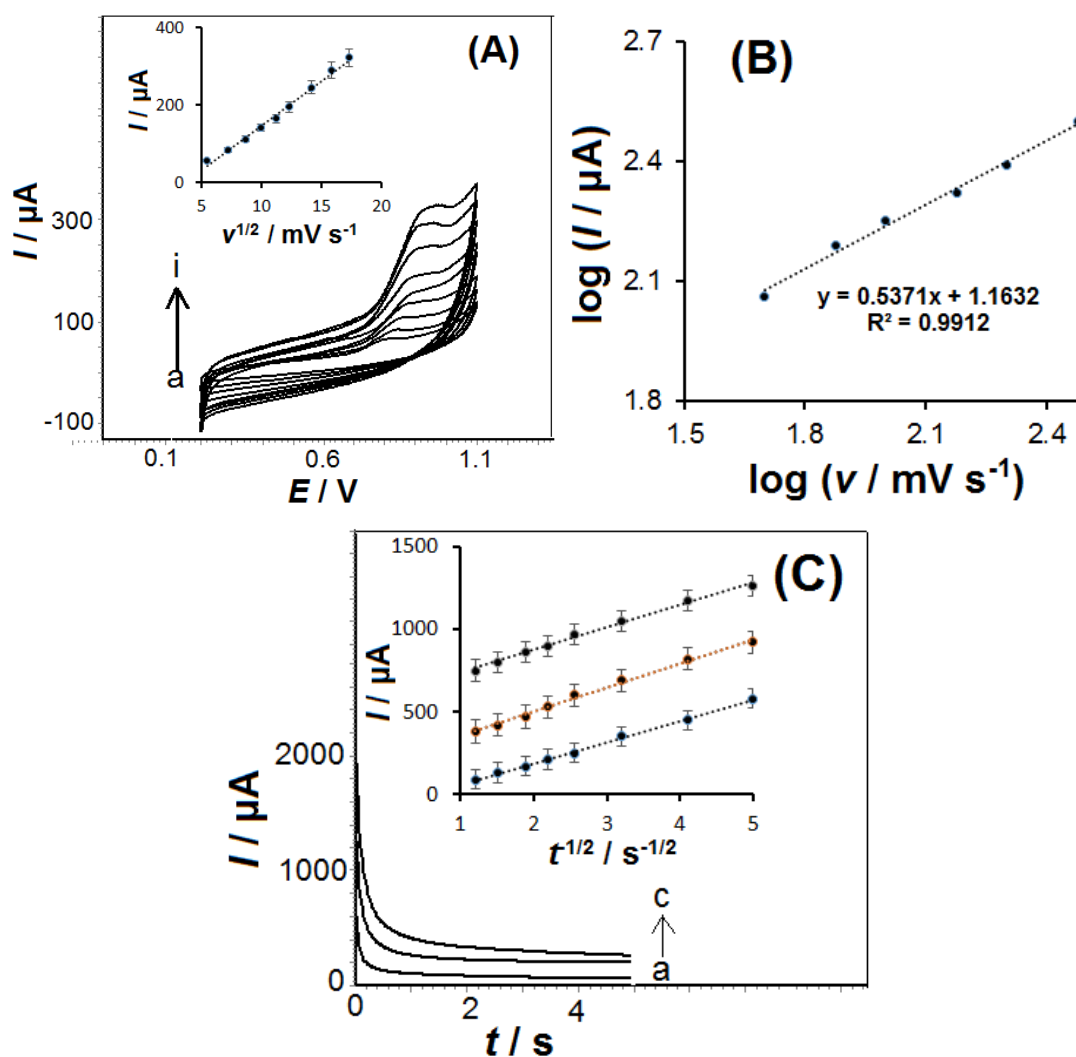 (A)
I / µA
400
200
0
5 10 15 20
v1/2 / mV s-1
I / µA
300
100
-100
i
a
0.1 0.6 1.1
E / V
(B)
log (I / µA)
2.7
2.4
2.1
1.8
y = 0.5371x + 1.1632
R² = 0.9912
1.5 1.8 2.1 2.4
log (v / mV s-1)
(C)
I / µA
1500
1000
500
0
1 2 3 4 5
t-1/2 / s-1/2
I / µA
2000
1000
0
c
a
0 2 4
t / s